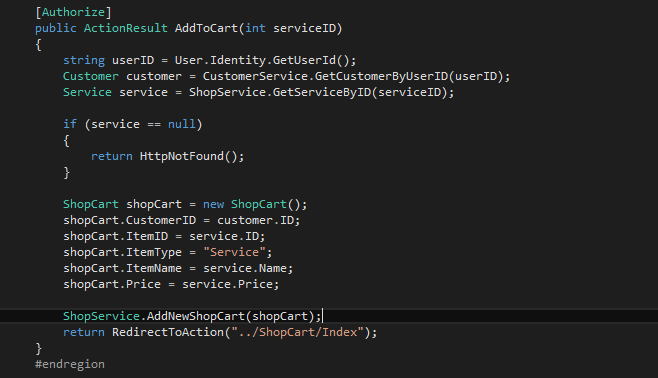 [Authorize]
public ActionResult AddToCart(int serviceID)
{
string userID = User.Identity.GetUserId();
Customer customer = CustomerService.GetCustomerByUserID(userID);
Service service = ShopService.GetServiceByID(serviceID);
if (service == null)
{
return HttpNotFound();
}
ShopCart shopCart = new ShopCart();
shopCart.CustomerID = customer.ID;
shopCart.ItemID = service.ID;
shopCart.ItemType = "Service";
shopCart.ItemName = service.Name;
shopCart.Price = service.Price;
ShopService.AddNewShopCart(shopCart);
return RedirectToAction("../ShopCart/Index");
}
#endregion